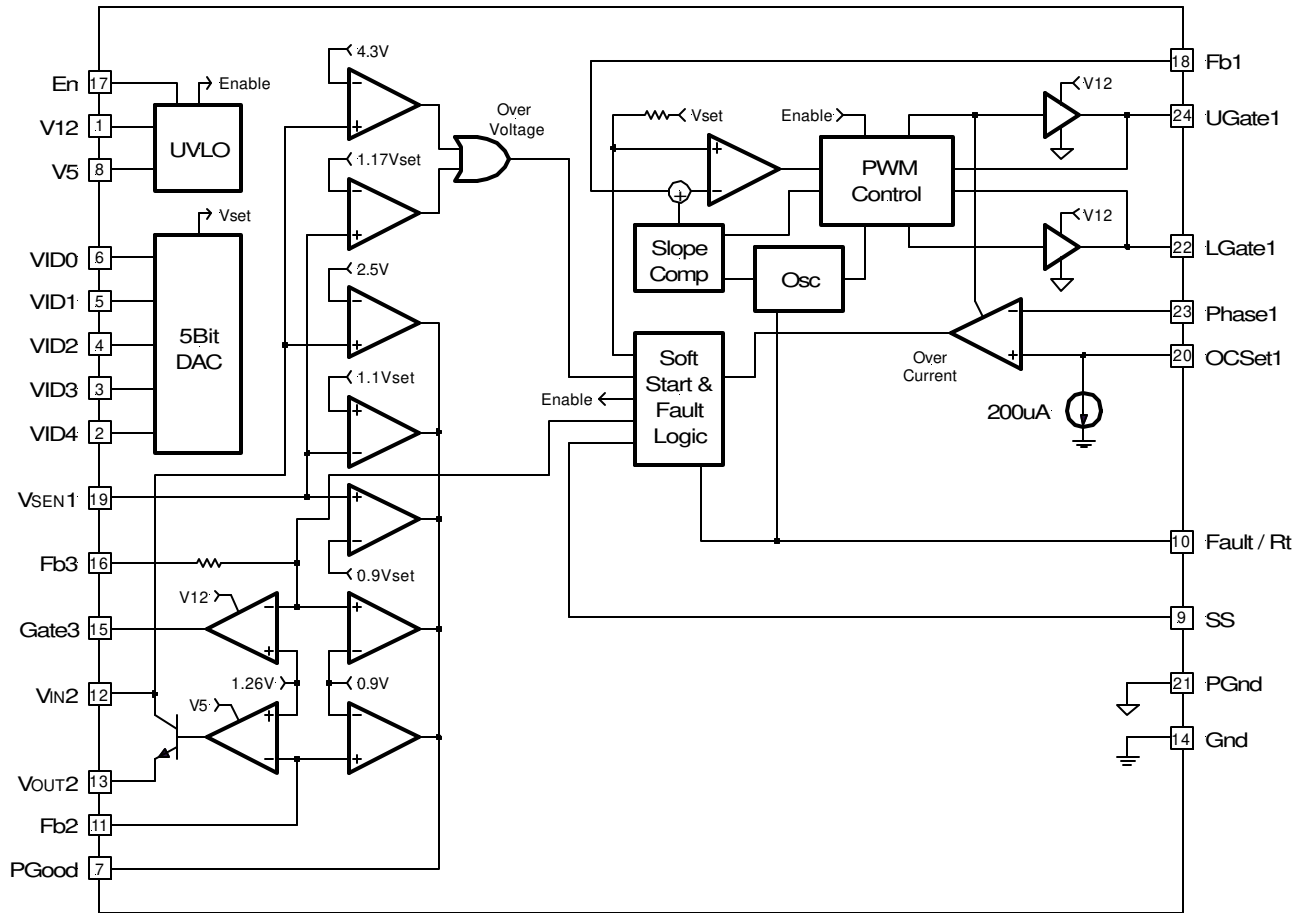 En 17
V12 1
V5 8
UVLO
Enable
VID0 6
VID1 5
VID2 4
VID3 3
VID4 2
Vset
5Bit
DAC
VSEN1 19
Fb3 16
Gate3 15
VIN2 12
VOUT2 13
Fb2 11
PGood 7
4.3V
− +
1.17Vset
− +
2.5V
− +
1.1Vset
+ −
+ −
0.9Vset
V12
− +
+ −
1.26V
0.9V
V5
+ −
− +
Over
Voltage
Vset
Enable
+ −
+
PWM
Control
V12
V12
Slope
Comp
Osc
Soft
Start &
Fault
Logic
Enable
Over
Current
− +
200uA
18 Fb1
24 UGate1
22 LGate1
23 Phase1
20 OCSet1
10 Fault / Rt
9 SS
21 PGnd
14 Gnd